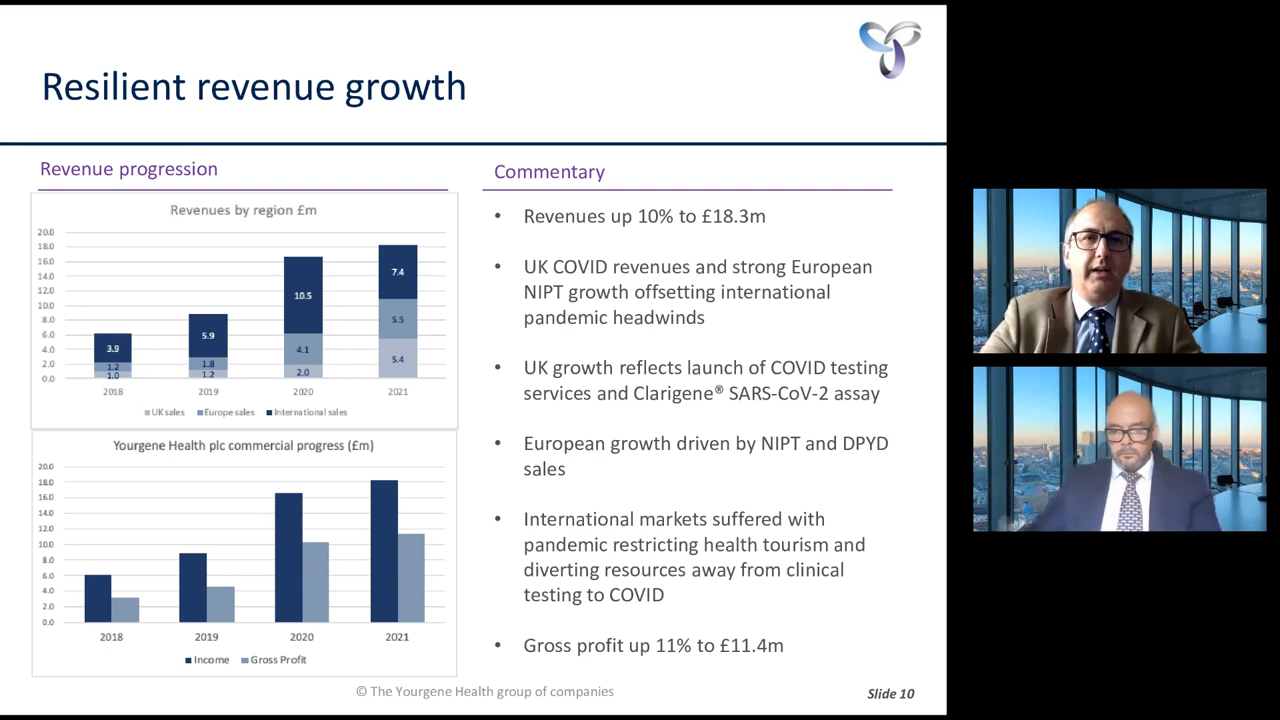 Resilient revenue growth
Revenue progression
Revenues by region £m
20.0
18.0
16.0
14.0
12.0
10.0
8.0
6.0
4.0
2.0
0.0
3.9
1.2
1.0
5.9
1.8
1.2
10.5
4.1
2.0
7.4
5.5
5.4
2018 2019 2020 2021
UK sales Europe sales International sales
Yourgene Health plc commercial progress (£m)
20.0
18.0
16.0
14.0
12.0
10.0
8.0
6.0
4.0
2.0
0.0
2018 2019 2020 2021
Income Gross Profit
Commentary
• Revenues up 10% to £18.3m
• UK COVID revenues and strong European
NIPT growth offsetting international
pandemic headwinds
• UK growth reflects launch of COVID testing
services and Clarigene® SARS-CoV-2 assay
• European growth driven by NIPT and DPYD
sales
• International markets suffered with
pandemic restricting health tourism and
diverting resources away from clinical
testing to COVID
• Gross profit up 11% to £11.4m
© The Yourgene Health group of companies
Slide 10